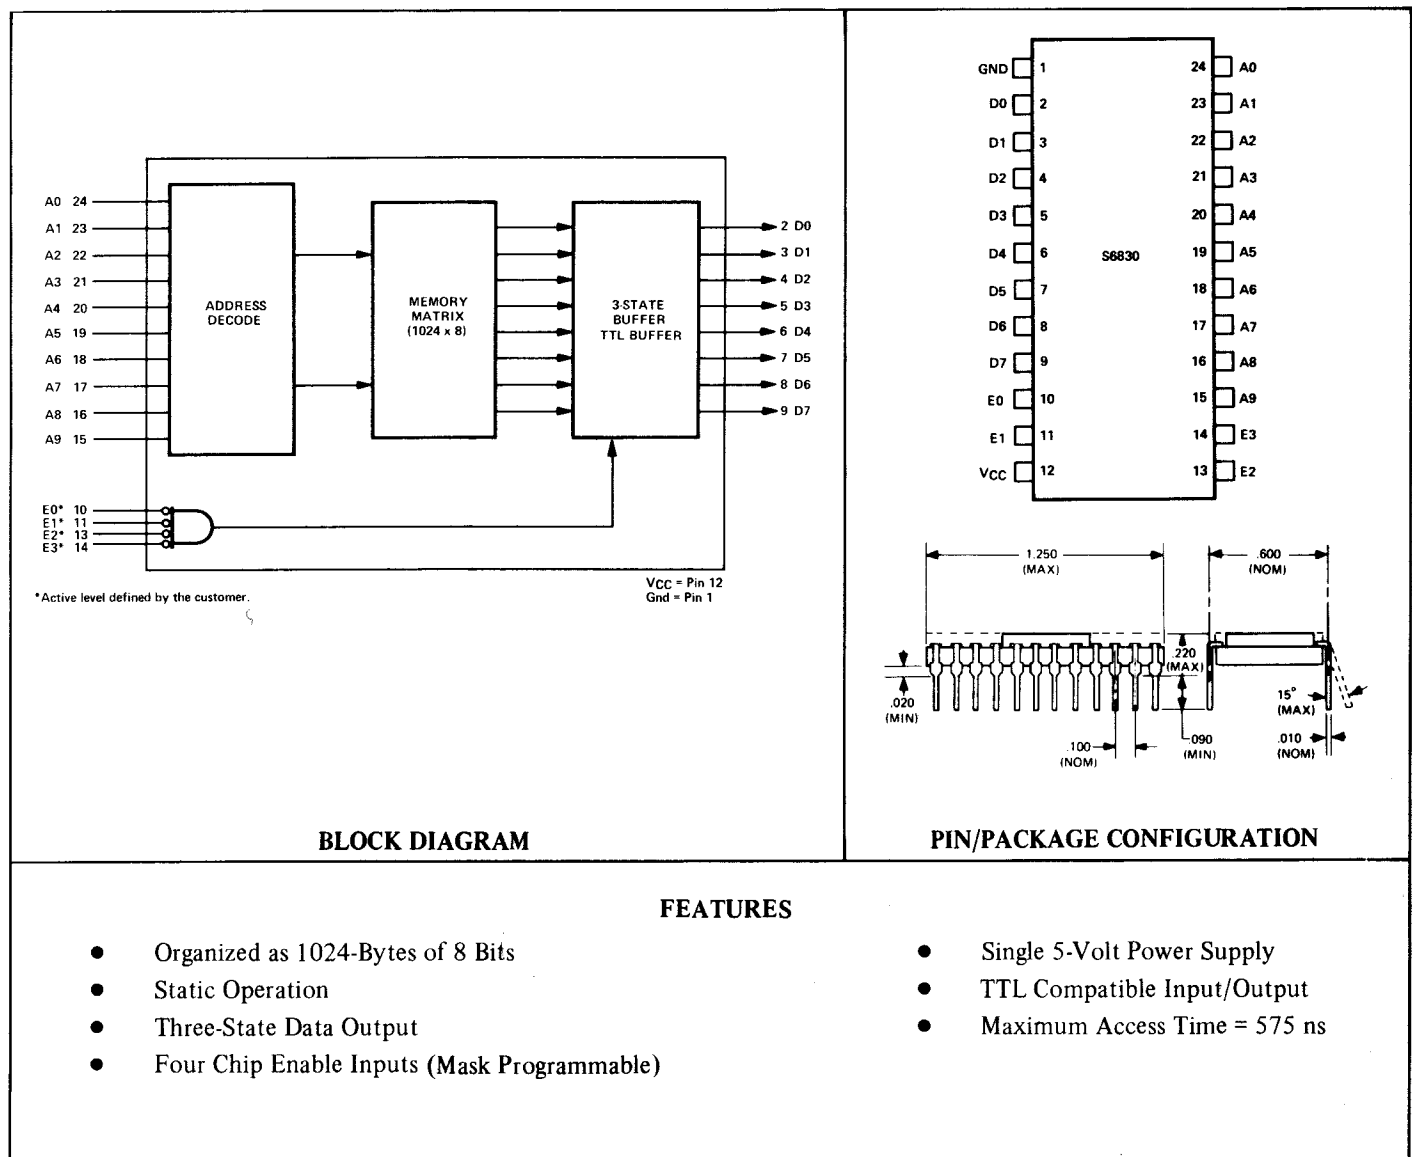 A0 24
A1 23
A2 22
A3 21
A4 20
A5 19
A6 18
A7 17
A8 16
A9 15
E0* 10
E1* 11
E2* 13
E3* 14
ADDRESS
DECODE
MEMORY
MATRIX
(1024 x 8)
3-STATE
BUFFER
TTL BUFFER
2 D0
3 D1
4 D2
5 D3
6 D4
7 D5
8 D6
9 D7
*Active level defined by the customer.
VCC = Pin 12
Gnd = Pin 1
BLOCK DIAGRAM
GND 1 24 A0
D0 2 23 A1
D1 3 22 A2
D2 4 21 A3
D3 5 20 A4
D4 6 19 A5
S6830
D5 7 18 A6
D6 8 17 A7
D7 9 16 A8
E0 10 15 A9
E1 11 14 E3
VCC 12 13 E2
1.250
(MAX)
.600
(NOM)
.220
(MAX)
.020
(MIN)
.100
(NOM)
.090
(MIN)
15°
(MAX)
.010
(NOM)
PIN/PACKAGE CONFIGURATION
FEATURES
● Organized as 1024-Bytes of 8 Bits
● Static Operation
● Three-State Data Output
● Four Chip Enable Inputs (Mask Programmable)
● Single 5-Volt Power Supply
● TTL Compatible Input/Output
● Maximum Access Time = 575 ns